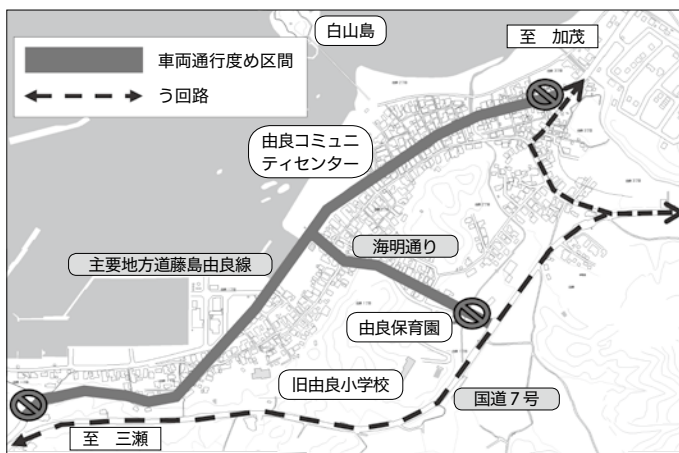 白山島
至　加茂
車両通行度め区間
う回路
由良コミュニ
ティセンター
海明通り
主要地方道藤島由良線
由良保育園
旧由良小学校
国道７号
至　三瀬